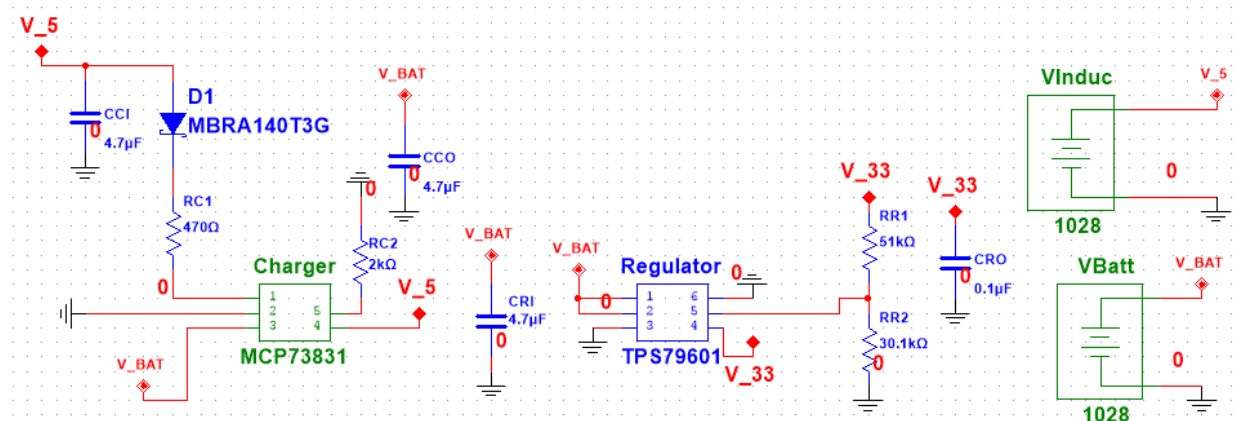 V_5
CCI
0
4.7µF
D1
MBRA140T3G
RC1
470Ω
0
V_BAT
CCO
4.7µF
0
RC2
2kΩ
Charger
1
2
3
5
4
MCP73831
V_5
V_BAT
V_BAT
CRI
4.7µF
0
V_BAT
0
Regulator
1
2
3
6
5
4
TPS79601
0
V_33
V_33
RR1
51kΩ
RR2
30.1kΩ
0
V_33
CRO
0
0.1µF
VInduc
V_5
0
1028
VBatt
V_BAT
0
1028